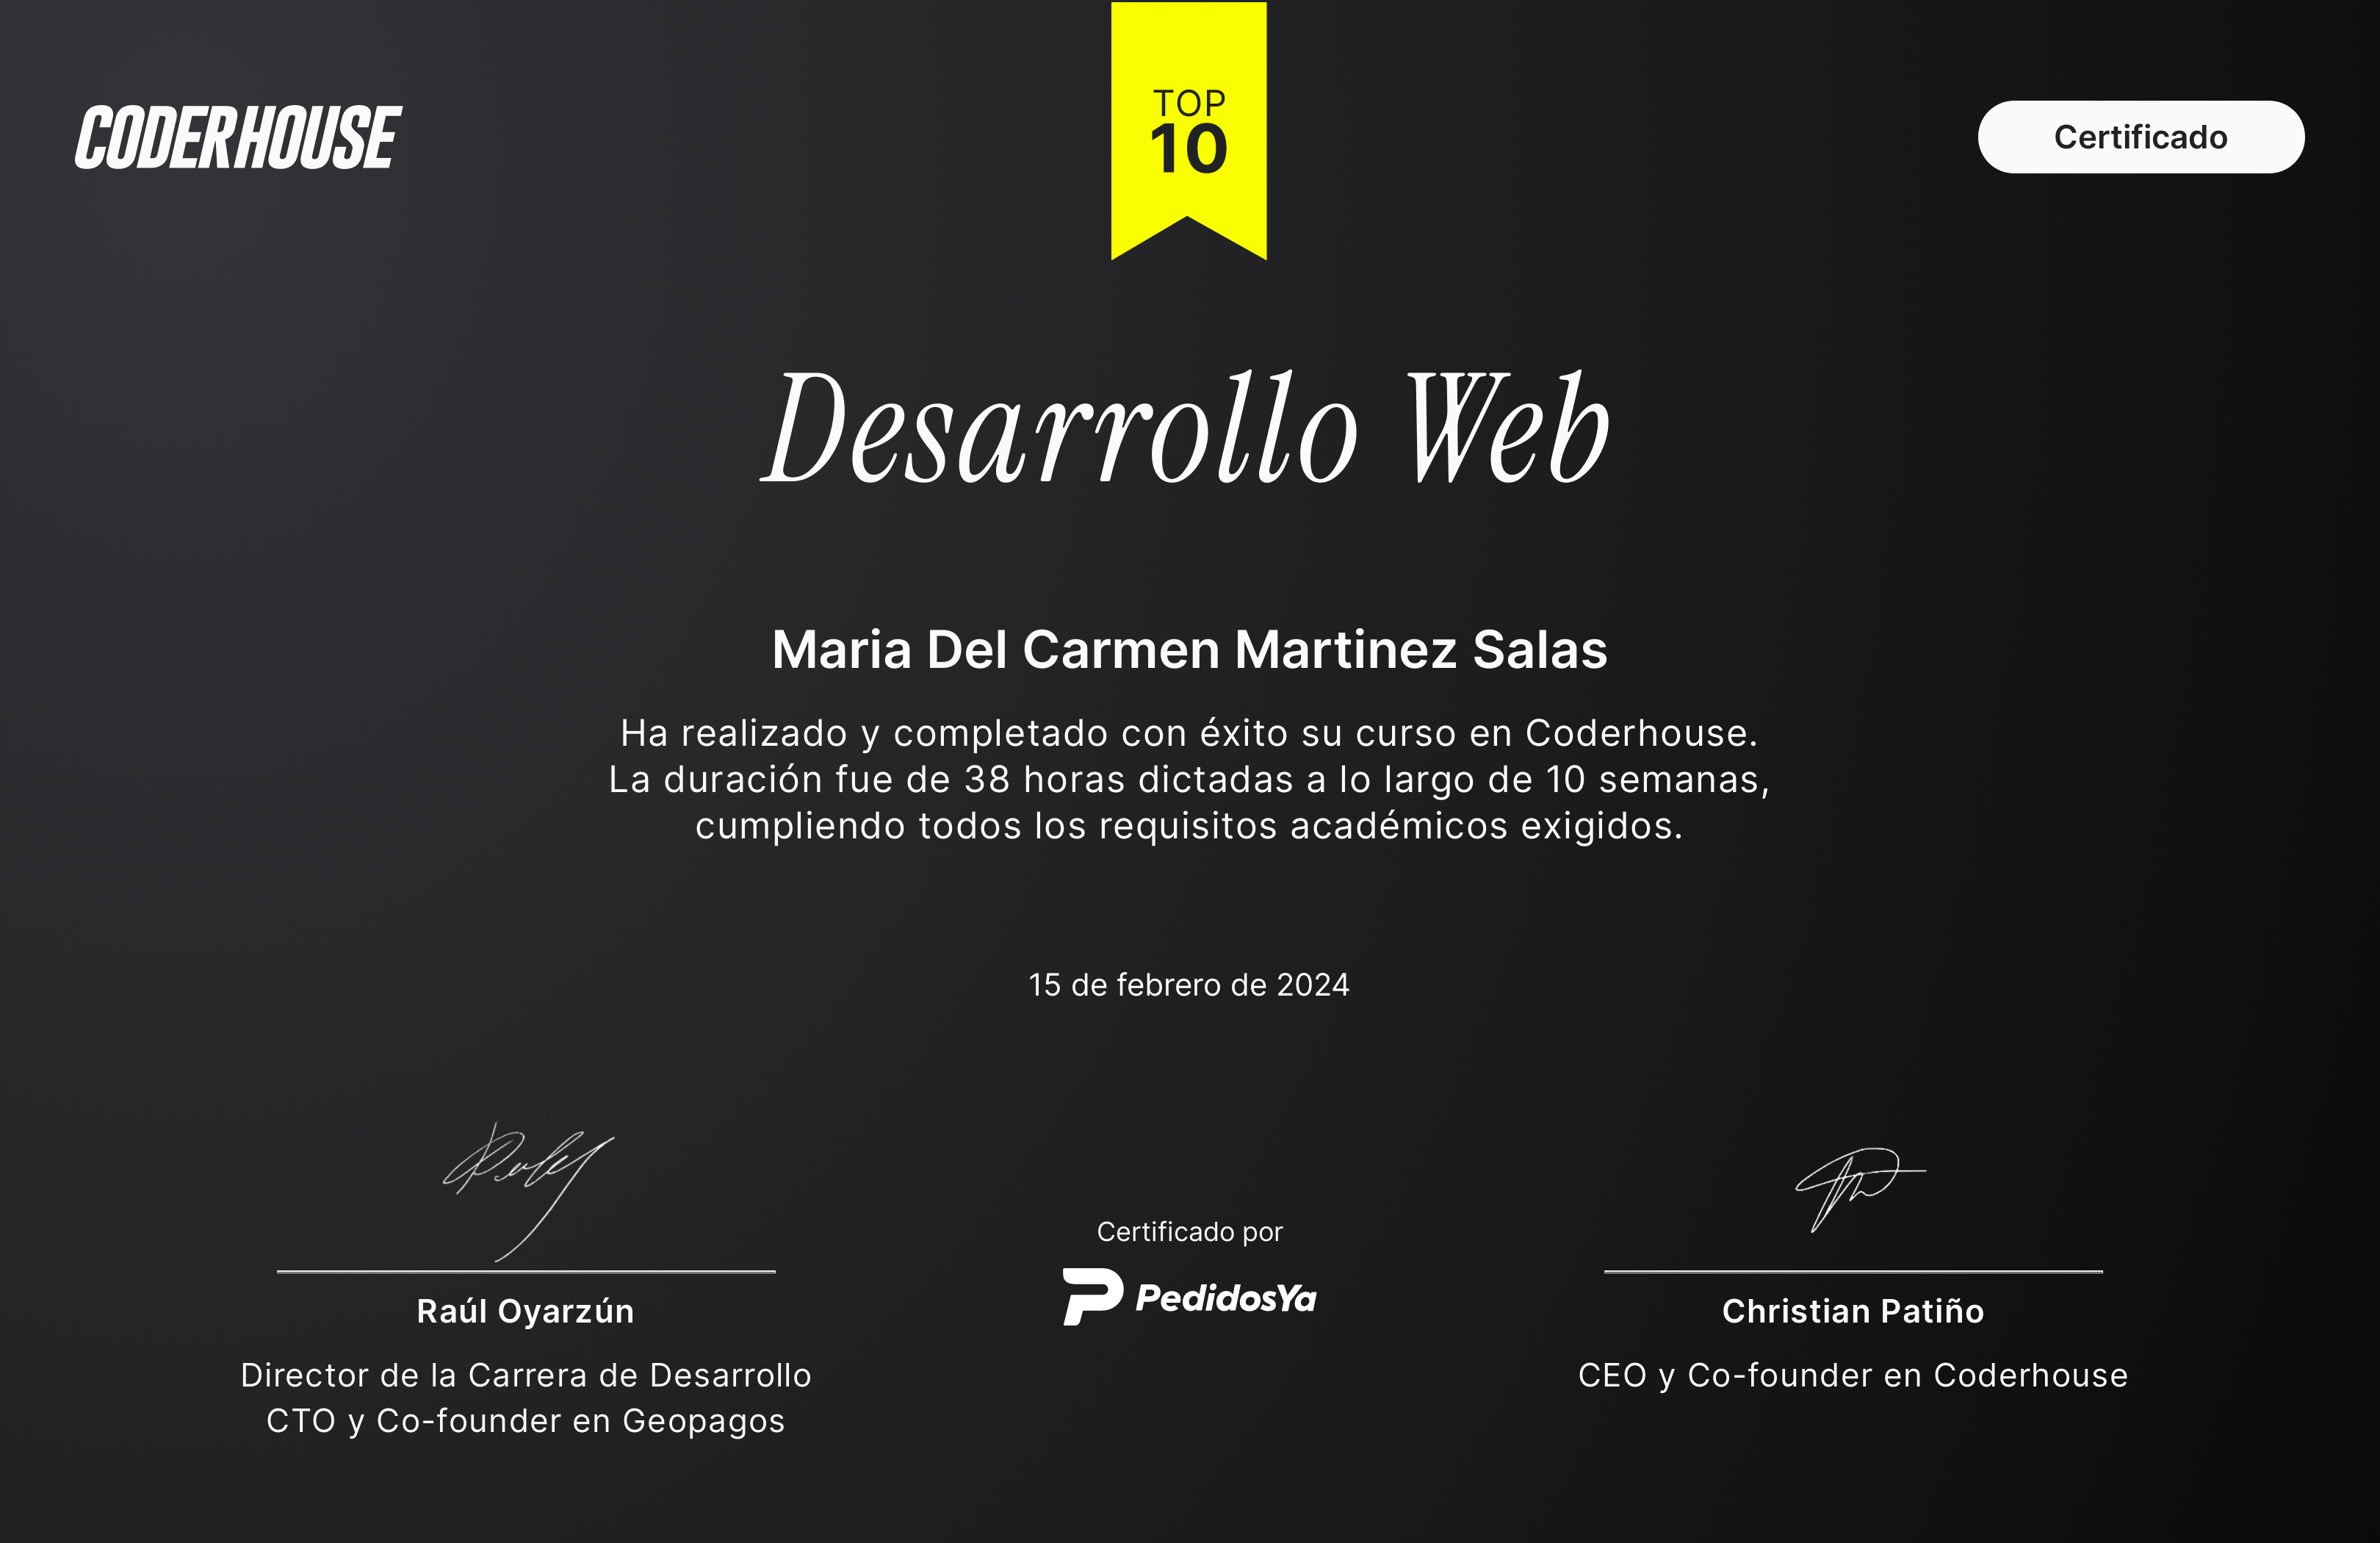 CODERHOUSE
TOP
10
Certificado
Desarrollo Web
Maria Del Carmen Martinez Salas
Ha realizado y completado con éxito su curso en Coderhouse.
La duración fue de 38 horas dictadas a lo largo de 10 semanas,
cumpliendo todos los requisitos académicos exigidos.
15 de febrero de 2024
Raúl Oyarzún
Director de la Carrera de Desarrollo
CTO y Co-founder en Geopagos
Certificado por
PedidosYa
Christian Patiño
CEO y Co-founder en Coderhouse